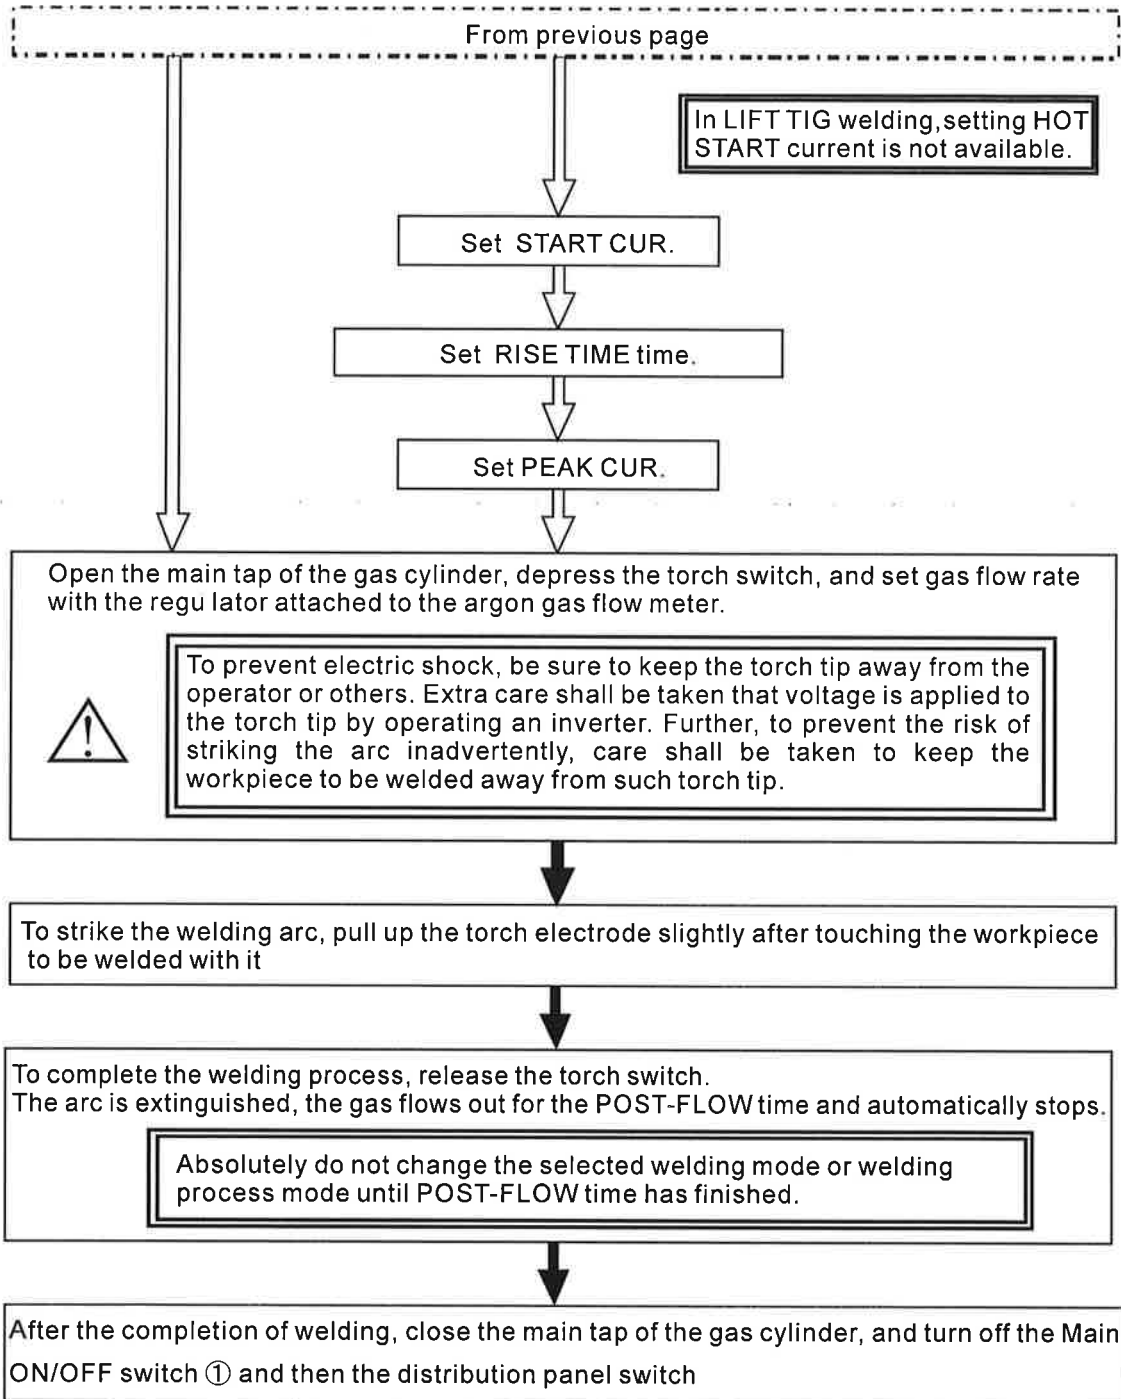 From previous page
In LIFT TIG welding,setting HOT
START current is not available.
Set START CUR.
Set RISE TIME time.
Set PEAK CUR.
Open the main tap of the gas cylinder, depress the torch switch, and set gas flow rate
with the regu lator attached to the argon gas flow meter.
To prevent electric shock, be sure to keep the torch tip away from the
operator or others. Extra care shall be taken that voltage is applied to
the torch tip by operating an inverter. Further, to prevent the risk of
striking the arc inadvertently, care shall be taken to keep the
workpiece to be welded away from such torch tip.
To strike the welding arc, pull up the torch electrode slightly after touching the workpiece
to be welded with it
To complete the welding process, release the torch switch.
The arc is extinguished, the gas flows out for the POST-FLOW time and automatically stops.
Absolutely do not change the selected welding mode or welding
process mode until POST-FLOW time has finished.
After the completion of welding, close the main tap of the gas cylinder, and turn off the Main
ON/OFF switch ① and then the distribution panel switch